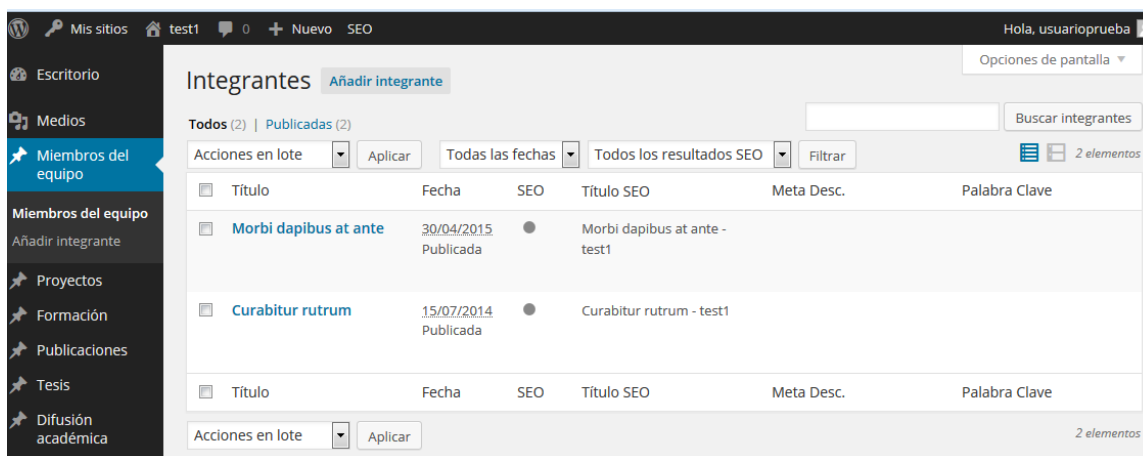 Mis sitios test1 0 + Nuevo SEO Hola, usuarioprueba
Escritorio
Medios
Miembros del
equipo
Miembros del equipo
Añadir integrante
Proyectos
Formación
Publicaciones
Tesis
Difusión
académica
Opciones de pantalla
Integrantes Añadir integrante
Todos (2) | Publicadas (2)
Buscar integrantes
Acciones en lote Aplicar Todas las fechas Todos los resultados SEO Filtrar 2 elementos
Título Fecha SEO Título SEO Meta Desc. Palabra Clave
Morbi dapibus at ante 30/04/2015 Morbi dapibus at ante -
Publicada test1
Curabitur rutrum 15/07/2014 Curabitur rutrum - test1
Publicada
Título Fecha SEO Título SEO Meta Desc. Palabra Clave
Acciones en lote Aplicar 2 elementos